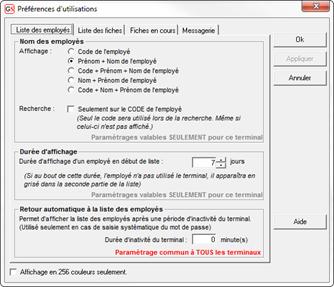 Préférences d'utilisations
Liste des employés
Liste des fiches
Fiches en cours
Messagerie
Ok
Appliquer
Annuler
Aide
Nom des employés
Affichage :
Code de l'employé
Prénom + Nom de l'employé
Code + Prénom + Nom de l'employé
Nom + Prénom de l'employé
Code + Nom + Prénom de l'employé
Recherche :
Seulement sur le CODE de l'employé
(Seul le code sera utilisé lors de la recherche. Même si
celui-ci n'est pas affiché.)
Paramétrages valables SEULEMENT pour ce terminal
Durée d'affichage
Durée d'affichage d'un employé en début de liste :
7
jours
(Si au bout de cette durée, l'employé n'a pas utilisé le terminal, il apparaîtra en
grisé dans la seconde partie de la liste)
Paramétrages valables SEULEMENT pour ce terminal
Retour automatique à la liste des employés
Permet d'afficher la liste des employés après une période d'inactivité du terminal.
(Utilisé seulement en cas de saisie systématique du mot de passe)
Durée d'inativité du terminal :
0
minute(s)
Paramétrage commun à TOUS les terminaux
Affichage en 256 couleurs seulement.